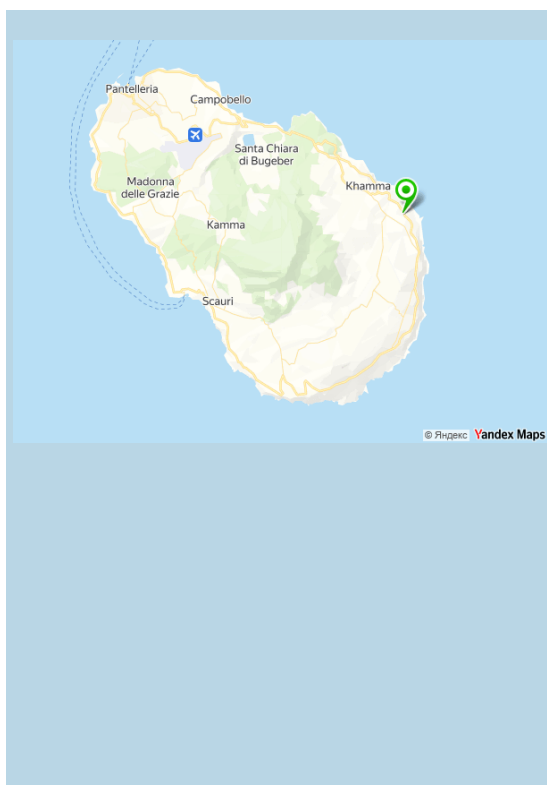 Pantelleria
Campobello
Santa Chiara
di Bugeber
Madonna
delle Grazie
Khamma
Kamma
Scauri
© Яндекс Yandex Maps